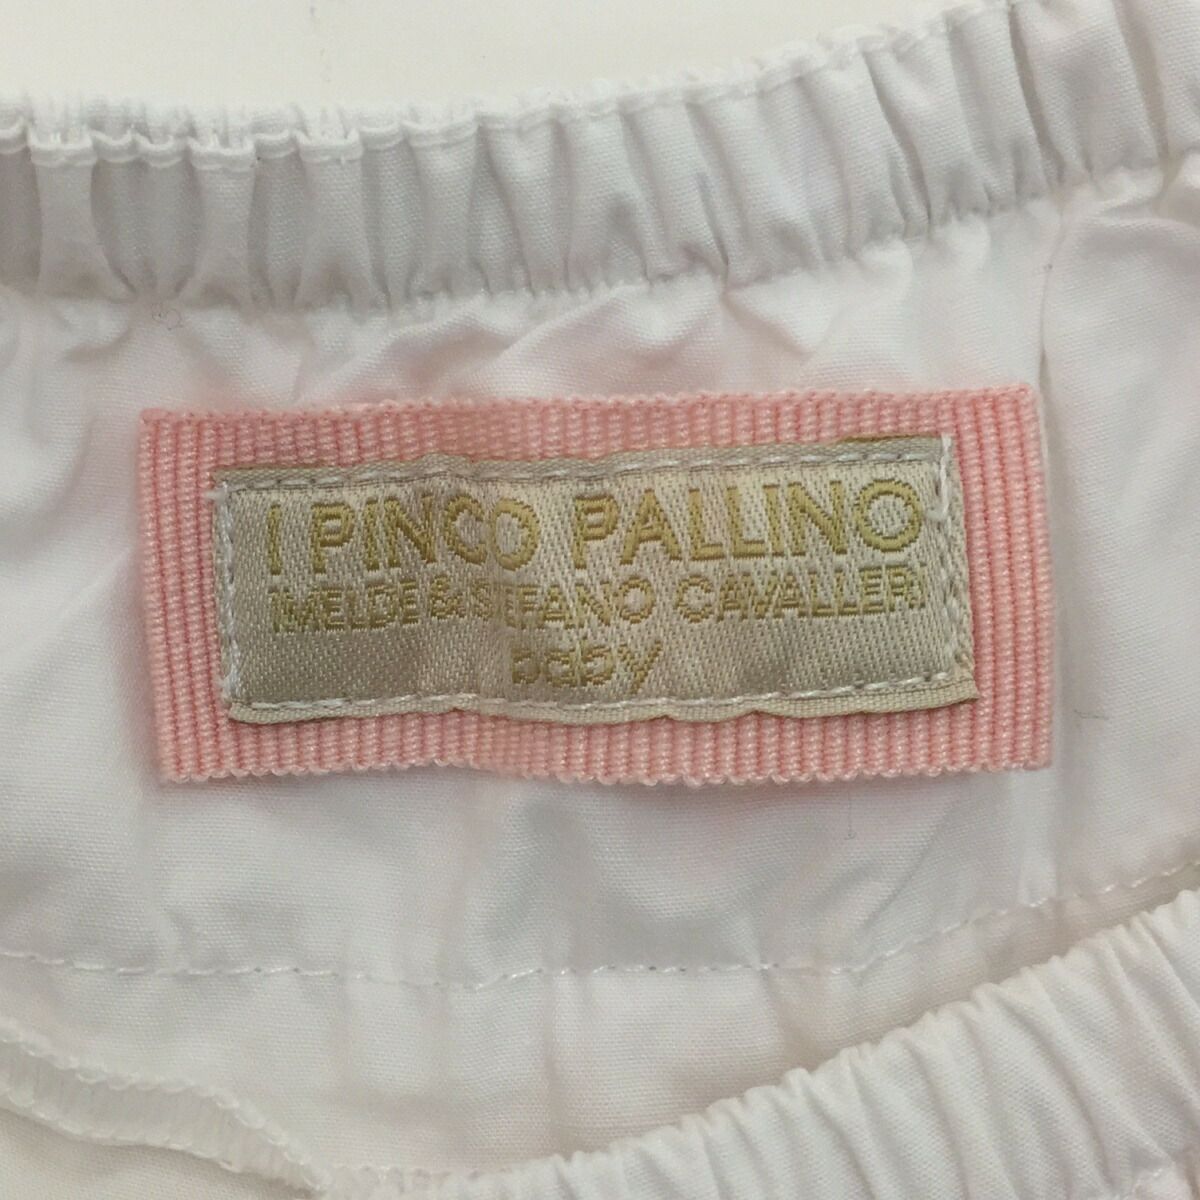 I PINCO PALLINO
IMELDE & STEFANO CAVALLERI
baby